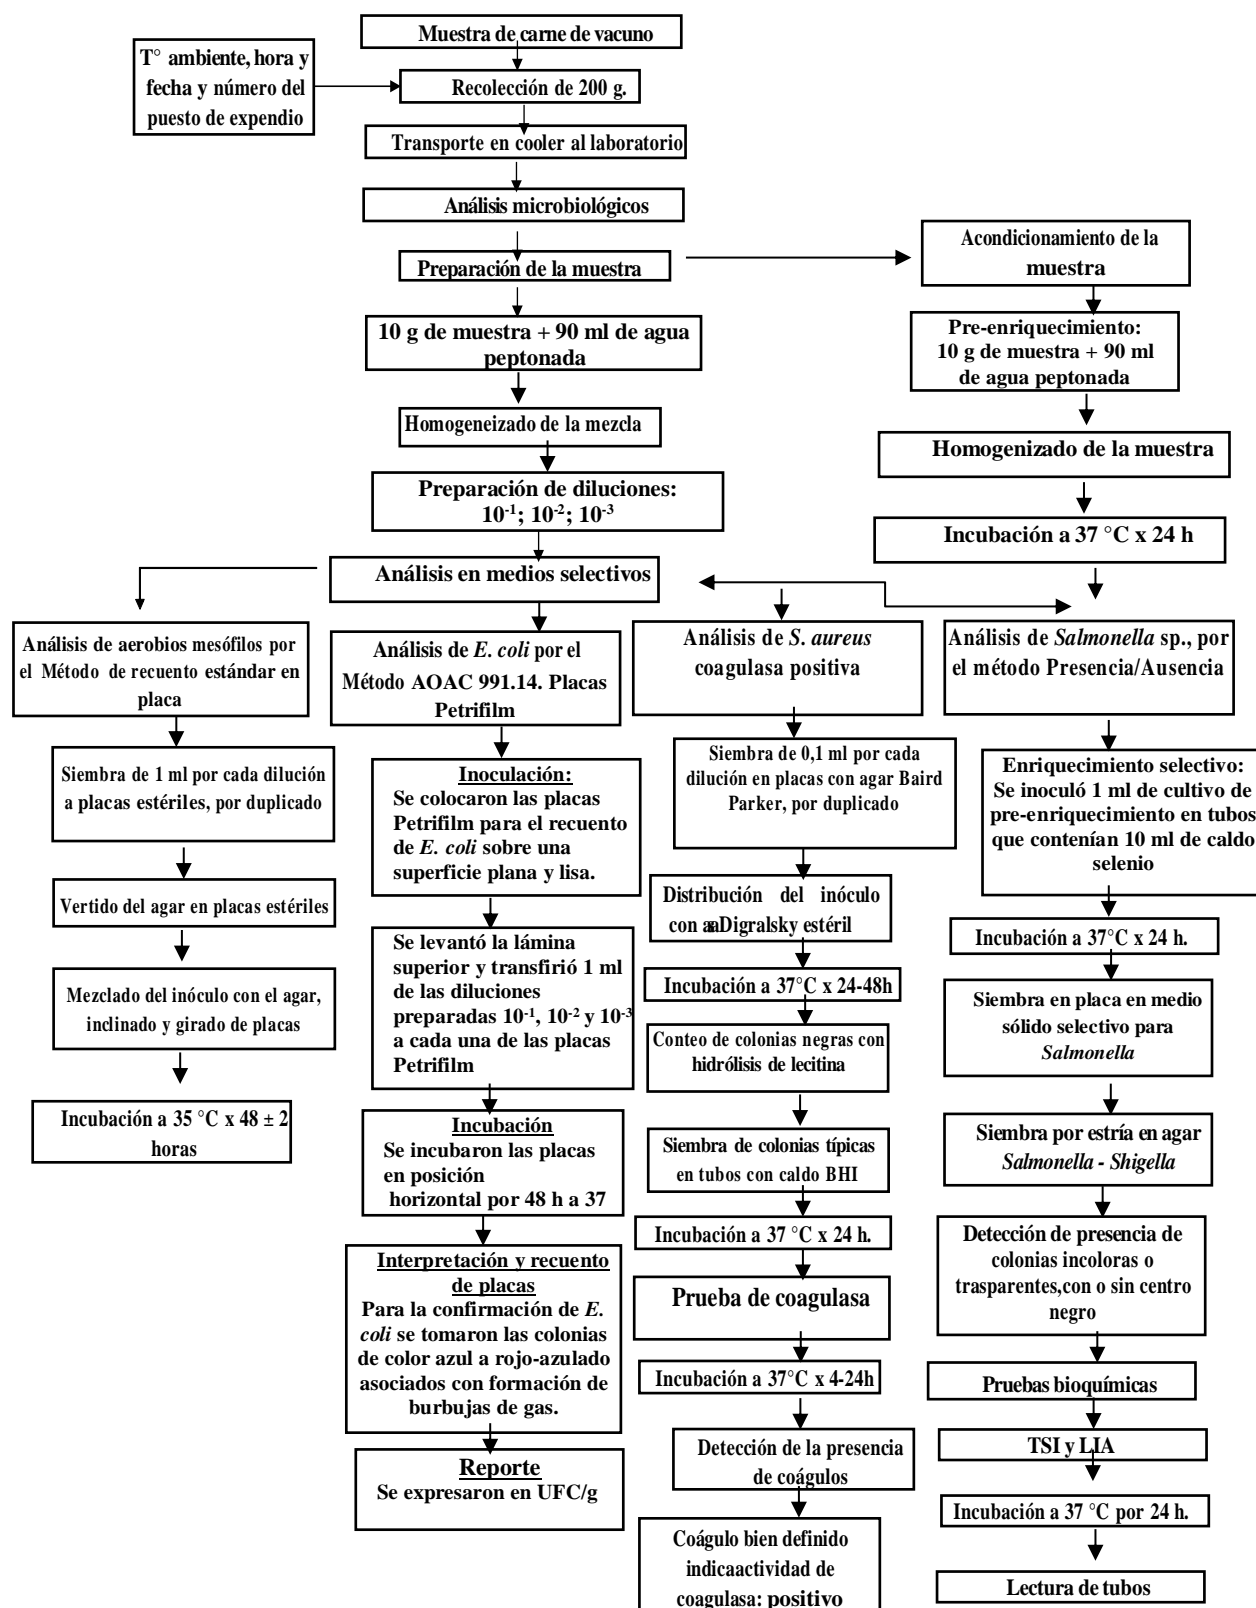 Muestra de carne de vacuno
T° ambiente, hora y
fecha y número del
puesto de expendio
Recolección de 200 g.
Transporte en cooler al laboratorio
Análisis microbiológicos
Preparación de la muestra
10 g de muestra + 90 ml de agua
peptonada
Homogeneizado de la mezcla
Preparación de diluciones:
10⁻¹; 10⁻²; 10⁻³
Análisis en medios selectivos
Acondicionamiento de la
muestra
Pre-enriquecimiento:
10 g de muestra + 90 ml
de agua peptonada
Homogenizado de la muestra
Incubación a 37 °C x 24 h
Análisis de aerobios mesófilos por
el Método de recuento estándar en
placa
Siembra de 1 ml por cada dilución
a placas estériles, por duplicado
Vertido del agar en placas estériles
Mezclado del inóculo con el agar,
inclinado y girado de placas
Incubación a 35 °C x 48 ± 2
horas
Análisis de E. coli por el
Método AOAC 991.14. Placas
Petrifilm
Inoculación:
Se colocaron las placas
Petrifilm para el recuento
de E. coli sobre una
superficie plana y lisa.
Se levantó la lámina
superior y transfirió 1 ml
de las diluciones
preparadas 10⁻¹, 10⁻² y 10⁻³
a cada una de las placas
Petrifilm
Incubación
Se incubaron las placas
en posición
horizontal por 48 h a 37
Interpretación y recuento
de placas
Para la confirmación de E.
coli se tomaron las colonias
de color azul a rojo-azulado
asociados con formación de
burbujas de gas.
Reporte
Se expresaron en UFC/g
Análisis de S. aureus
coagulasa positiva
Siembra de 0,1 ml por cada
dilución en placas con agar Baird
Parker, por duplicado
Distribución del inóculo
con asa Digralsky estéril
Incubación a 37°C x 24-48h
Conteo de colonias negras con
hidrólisis de lecitina
Siembra de colonias típicas
en tubos con caldo BHI
Incubación a 37 °C x 24 h.
Prueba de coagulasa
Incubación a 37°C x 4-24h
Detección de la presencia
de coágulos
Coágulo bien definido
indicaactividad de
coagulasa: positivo
Análisis de Salmonella sp., por
el método Presencia/Ausencia
Enriquecimiento selectivo:
Se inoculó 1 ml de cultivo de
pre-enriquecimiento en tubos
que contenían 10 ml de caldo
selenio
Incubación a 37°C x 24 h.
Siembra en placa en medio
sólido selectivo para
Salmonella
Siembra por estría en agar
Salmonella - Shigella
Detección de presencia de
colonias incoloras o
trasparentes,con o sin centro
negro
Pruebas bioquímicas
TSI y LIA
Incubación a 37 °C por 24 h.
Lectura de tubos